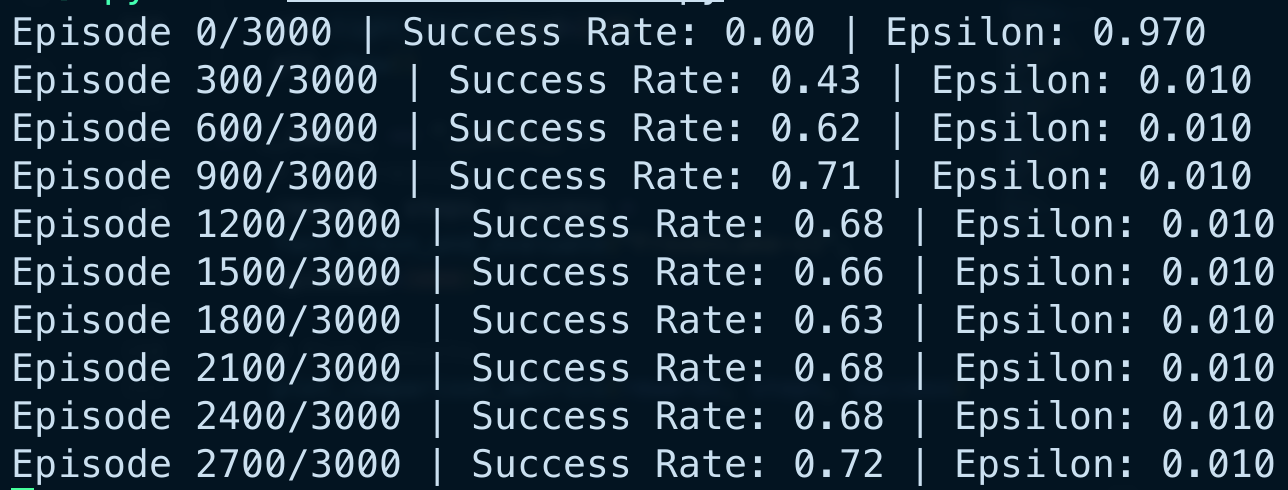 Episode 0/3000 | Success Rate: 0.00 | Epsilon: 0.970
Episode 300/3000 | Success Rate: 0.43 | Epsilon: 0.010
Episode 600/3000 | Success Rate: 0.62 | Epsilon: 0.010
Episode 900/3000 | Success Rate: 0.71 | Epsilon: 0.010
Episode 1200/3000 | Success Rate: 0.68 | Epsilon: 0.010
Episode 1500/3000 | Success Rate: 0.66 | Epsilon: 0.010
Episode 1800/3000 | Success Rate: 0.63 | Epsilon: 0.010
Episode 2100/3000 | Success Rate: 0.68 | Epsilon: 0.010
Episode 2400/3000 | Success Rate: 0.68 | Epsilon: 0.010
Episode 2700/3000 | Success Rate: 0.72 | Epsilon: 0.010